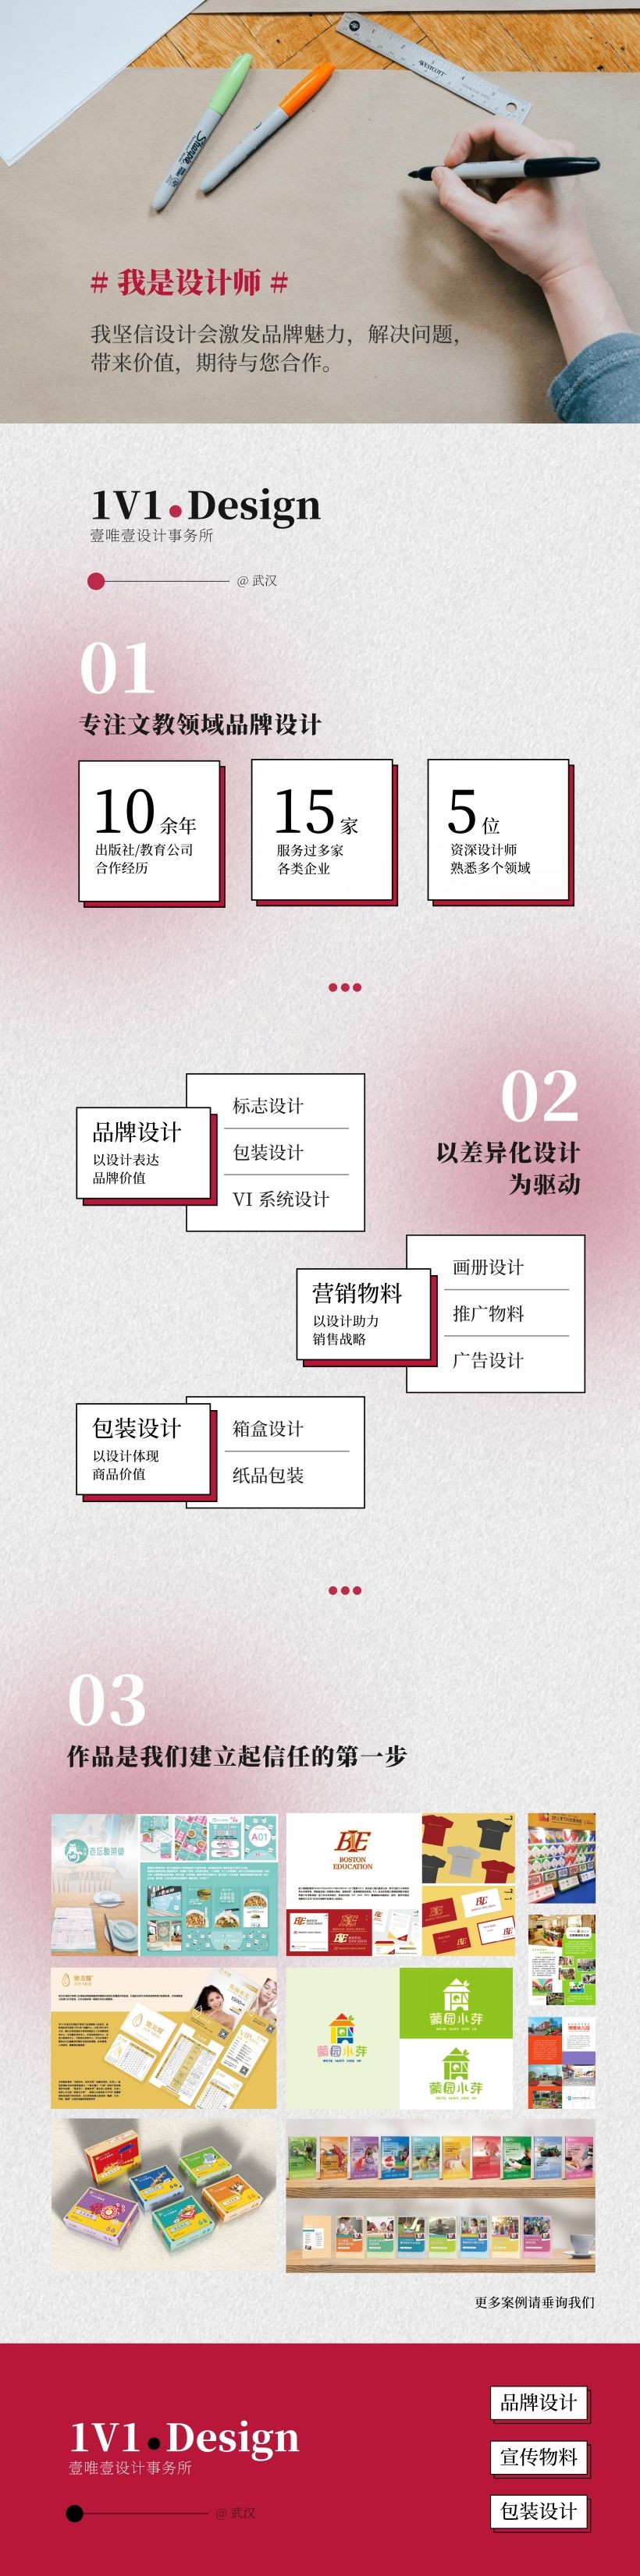 WESTCOTT
Sharpie
# 我是设计师 #
我坚信设计会激发品牌魅力，解决问题，
带来价值，期待与您合作。
1V1●Design
壹唯壹设计事务所
@ 武汉
01
专注文教领域品牌设计
10 余年
出版社/教育公司
合作经历
15 家
服务过多家
各类企业
5 位
资深设计师
熟悉多个领域
02
以差异化设计
为驱动
品牌设计
以设计表达
品牌价值
标志设计
包装设计
VI 系统设计
营销物料
以设计助力
销售战略
画册设计
推广物料
广告设计
包装设计
以设计体现
商品价值
箱盒设计
纸品包装
03
作品是我们建立起信任的第一步
A01
BTE
BOSTON
EDUCATION
蒙园小芽
蒙园小芽
蒙园小芽
更多案例请垂询我们
1V1●Design
壹唯壹设计事务所
@ 武汉
品牌设计
宣传物料
包装设计